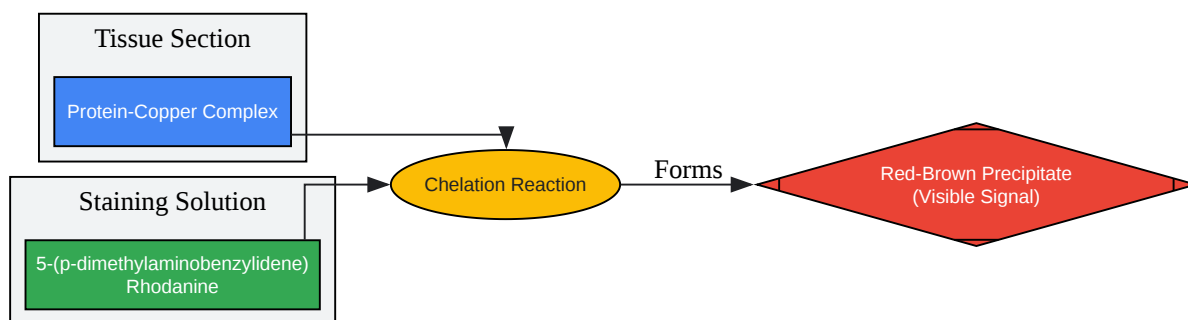 Tissue Section
Protein-Copper Complex
Staining Solution
5-(p-dimethylaminobenzylidene)
Rhodanine
Chelation Reaction
Forms
Red-Brown Precipitate
(Visible Signal)